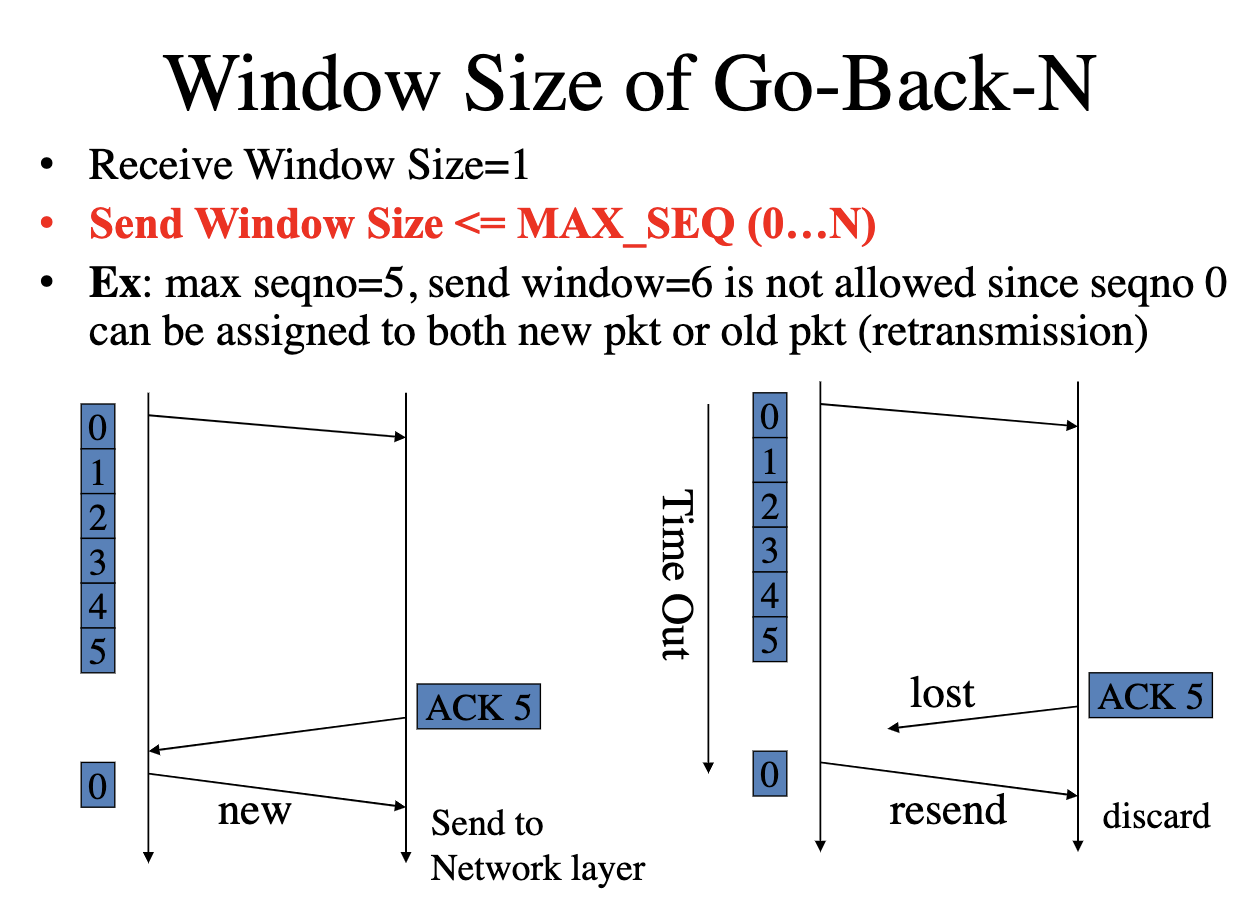 Window Size of Go-Back-N
• Receive Window Size=1
• Send Window Size <= MAX_SEQ (0…N)
• Ex: max seqno=5, send window=6 is not allowed since seqno 0
can be assigned to both new pkt or old pkt (retransmission)
0
1
2
3
4
5
ACK 5
0
new
Send to
Network layer
Time Out
0
1
2
3
4
5
lost
ACK 5
0
resend
discard